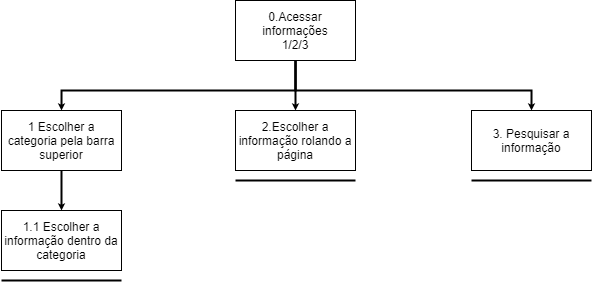 0.Acessar
informações
1/2/3
1 Escolher a
categoria pela barra
superior
2.Escolher a
informação rolando a
página
3. Pesquisar a
informação
1.1 Escolher a
informação dentro da
categoria